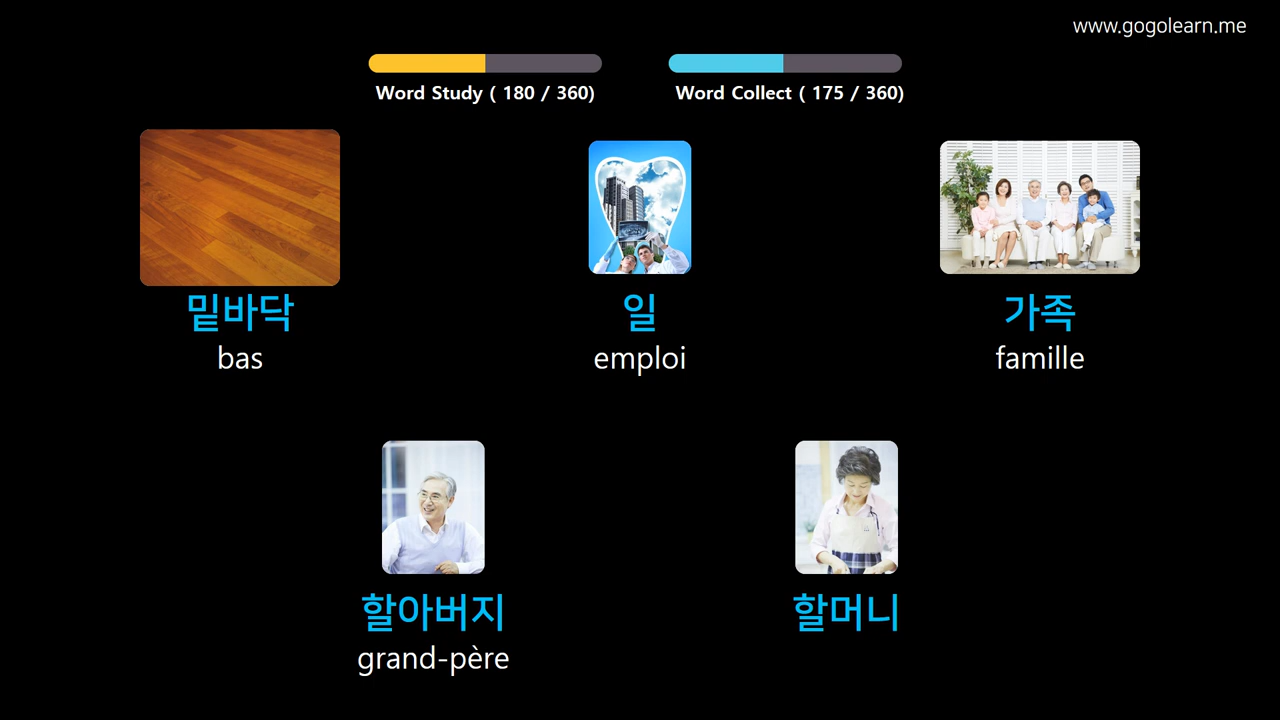 www.gogolearn.me
Word Study ( 180 / 360)
Word Collect ( 175 / 360)
밑바닥
bas
일
emploi
가족
famille
할아버지
grand-père
할머니